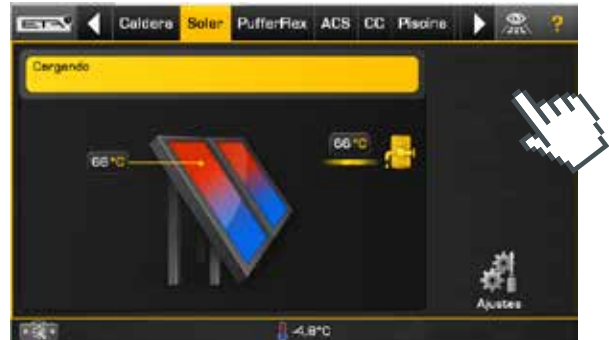 ETA Caldera Solar PufferFlex ACS CC Piscina ?
Cargando
66°C
66°C
Ajustes
-4.8°C